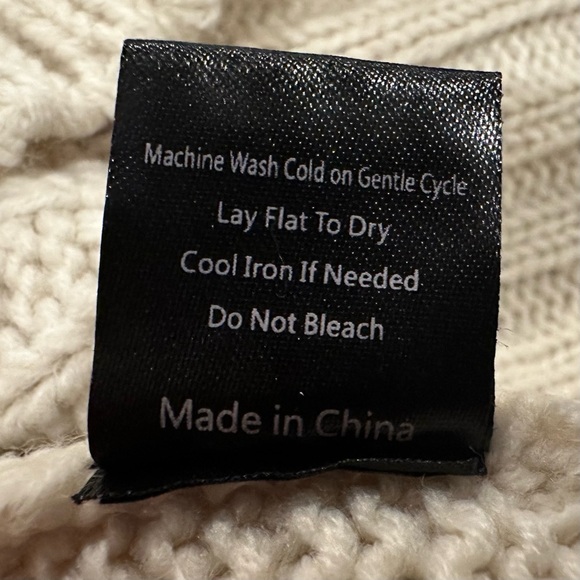 Machine Wash Cold on Gentle Cycle
Lay Flat To Dry
Cool Iron If Needed
Do Not Bleach
Made in China